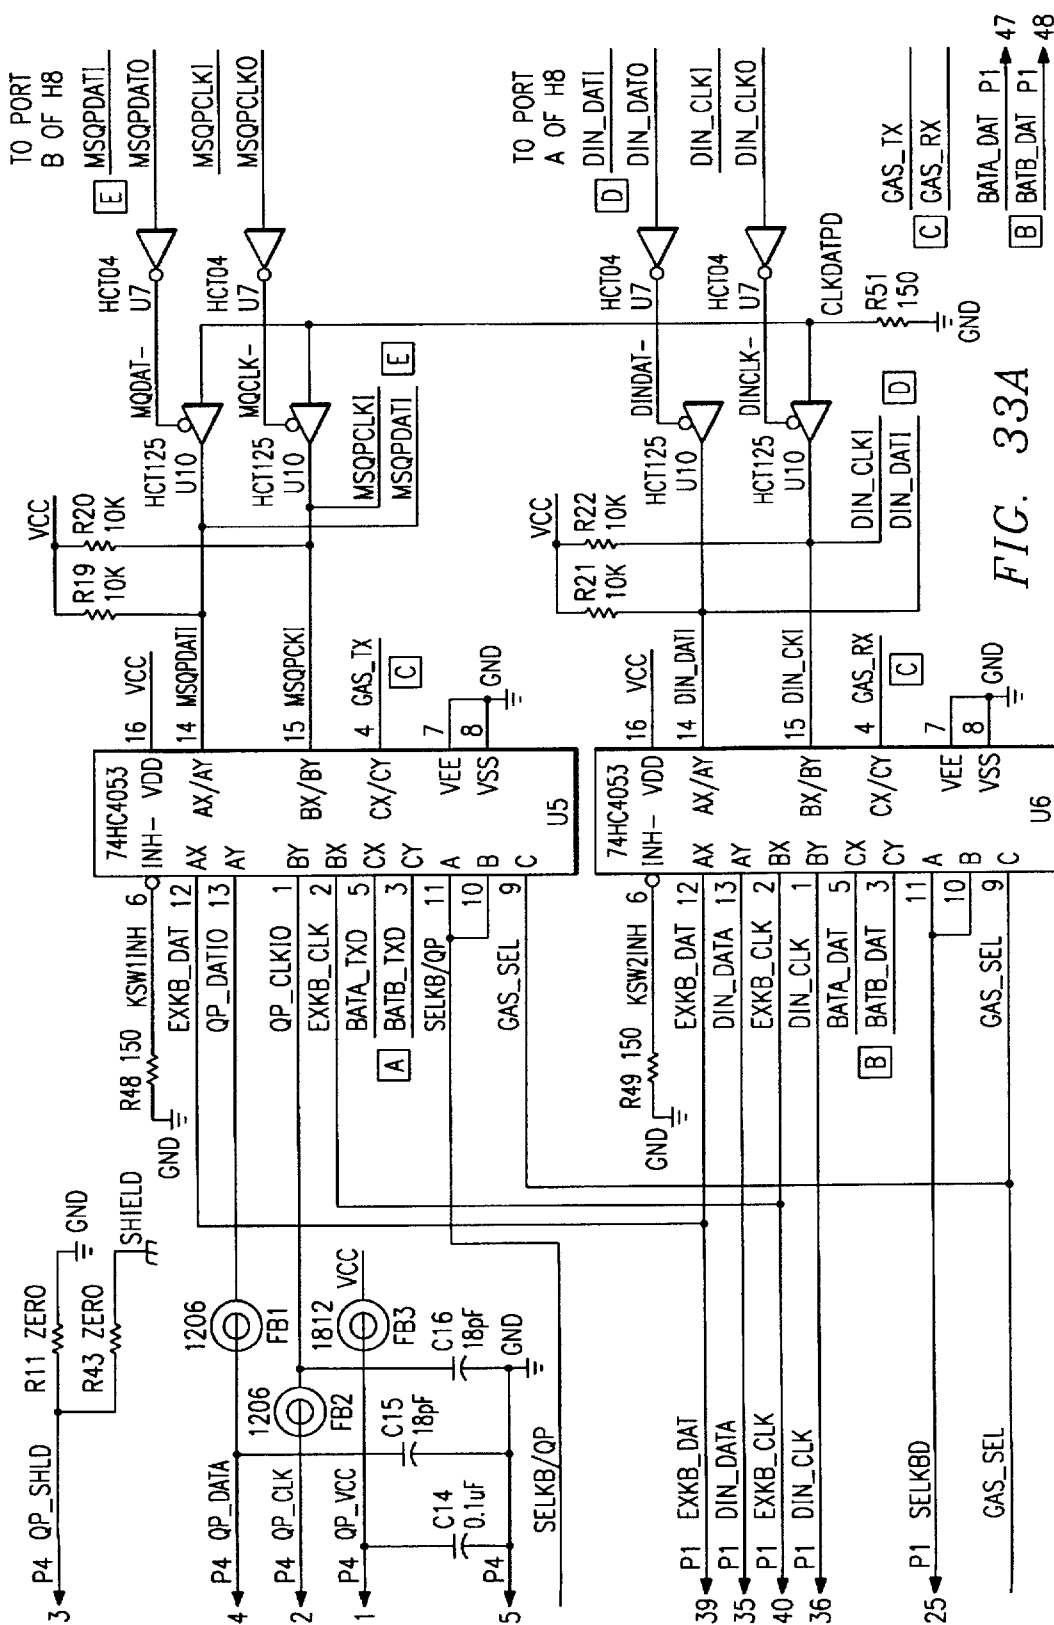 TO PORT
B OF H8
MSQPDATI
E
MSQPDATO
MSQPCLKI
MSQPCLKO
HCT04
U7
HCT04
U7
MQDAT-
MQCLK-
HCT125
U10
HCT125
U10
E
MSQPCLKI
MSQPDATI
VCC
R20
10K
R19
10K
16 VCC
14 MSQPDATI
15 MSQPCKI
4 GAS_TX
C
7
8
GND
74HC4053
INH- VDD
AX AX/AY
AY
BY BX/BY
BX
CX CX/CY
CY
A VEE
B VSS
C
U5
KSW1INH 6
R48 150
GND
EXKB_DAT 12
QP_DATIO 13
QP_CLKIO 1
EXKB_CLK 2
BATA_TXD 5
BATB_TXD 3
A
SELKB/QP 11
10
GAS_SEL 9
R11 ZERO
GND
R43 ZERO
SHIELD
3 P4 QP_SHLD
1206
FB1
4 P4 QP_DATA
1206
FB2
2 P4 QP_CLK
1812
FB3
VCC
1 P4 QP_VCC
C16
18pF
C15
18pF
C14
0.1uF
GND
5 P4
SELKB/QP
TO PORT
A OF H8
DIN_DATI
D
DIN_DATO
DIN_CLKI
DIN_CLKO
HCT04
U7
HCT04
U7
CLKDATPD
R51
150
GND
DINDAT-
DINCLK-
HCT125
U10
HCT125
U10
D
DIN_CLKI
DIN_DATI
VCC
R22
10K
R21
10K
16 VCC
14 DIN_DATI
15 DIN_CKI
4 GAS_RX
C
7
8
GND
74HC4053
INH- VDD
AX AX/AY
AY
BX BX/BY
BY
CX CX/CY
CY
A VEE
B VSS
C
U6
KSW2INH 6
R49 150
GND
EXKB_DAT 12
DIN_DATA 13
EXKB_CLK 2
DIN_CLK 1
BATA_DAT 5
BATB_DAT 3
B
11
10
GAS_SEL 9
39 P1 EXKB_DAT
35 P1 DIN_DATA
40 P1 EXKB_CLK
36 P1 DIN_CLK
25 P1 SELKBD
GAS_SEL
GAS_TX
C
GAS_RX
BATA_DAT P1 47
B
BATB_DAT P1 48
FIG. 33A